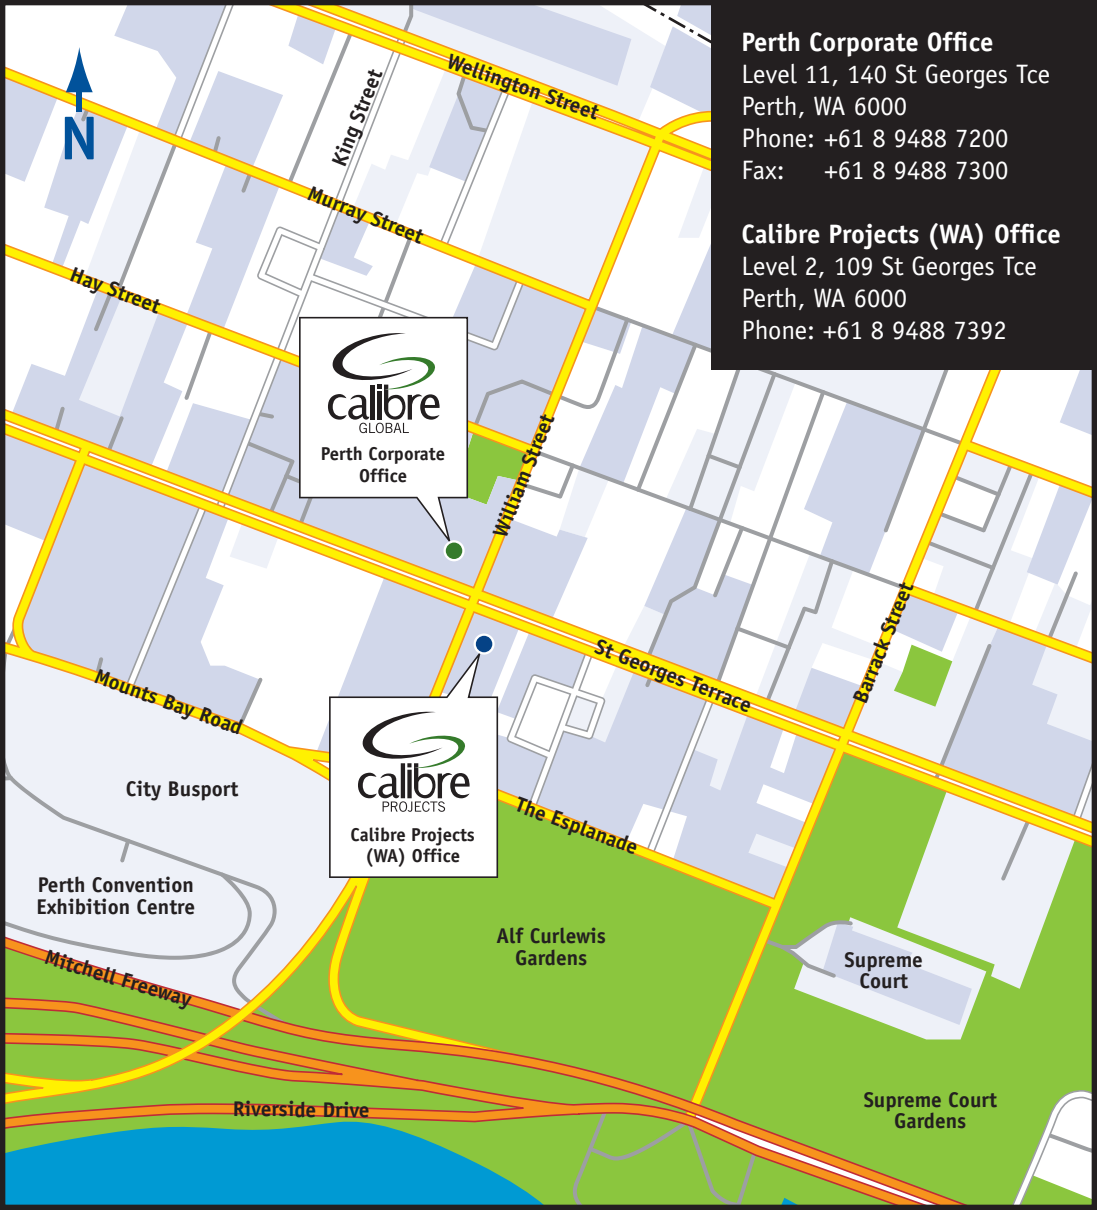 Perth Corporate Office
Level 11, 140 St Georges Tce
Perth, WA 6000
Phone: +61 8 9488 7200
Fax: +61 8 9488 7300
Calibre Projects (WA) Office
Level 2, 109 St Georges Tce
Perth, WA 6000
Phone: +61 8 9488 7392
N
Wellington Street
King Street
Murray Street
Hay Street
calibre
GLOBAL
Perth Corporate
Office
William Street
Barrack Street
St Georges Terrace
Mounts Bay Road
calibre
PROJECTS
Calibre Projects
(WA) Office
City Busport
The Esplanade
Perth Convention
Exhibition Centre
Alf Curlewis
Gardens
Supreme
Court
Mitchell Freeway
Riverside Drive
Supreme Court
Gardens